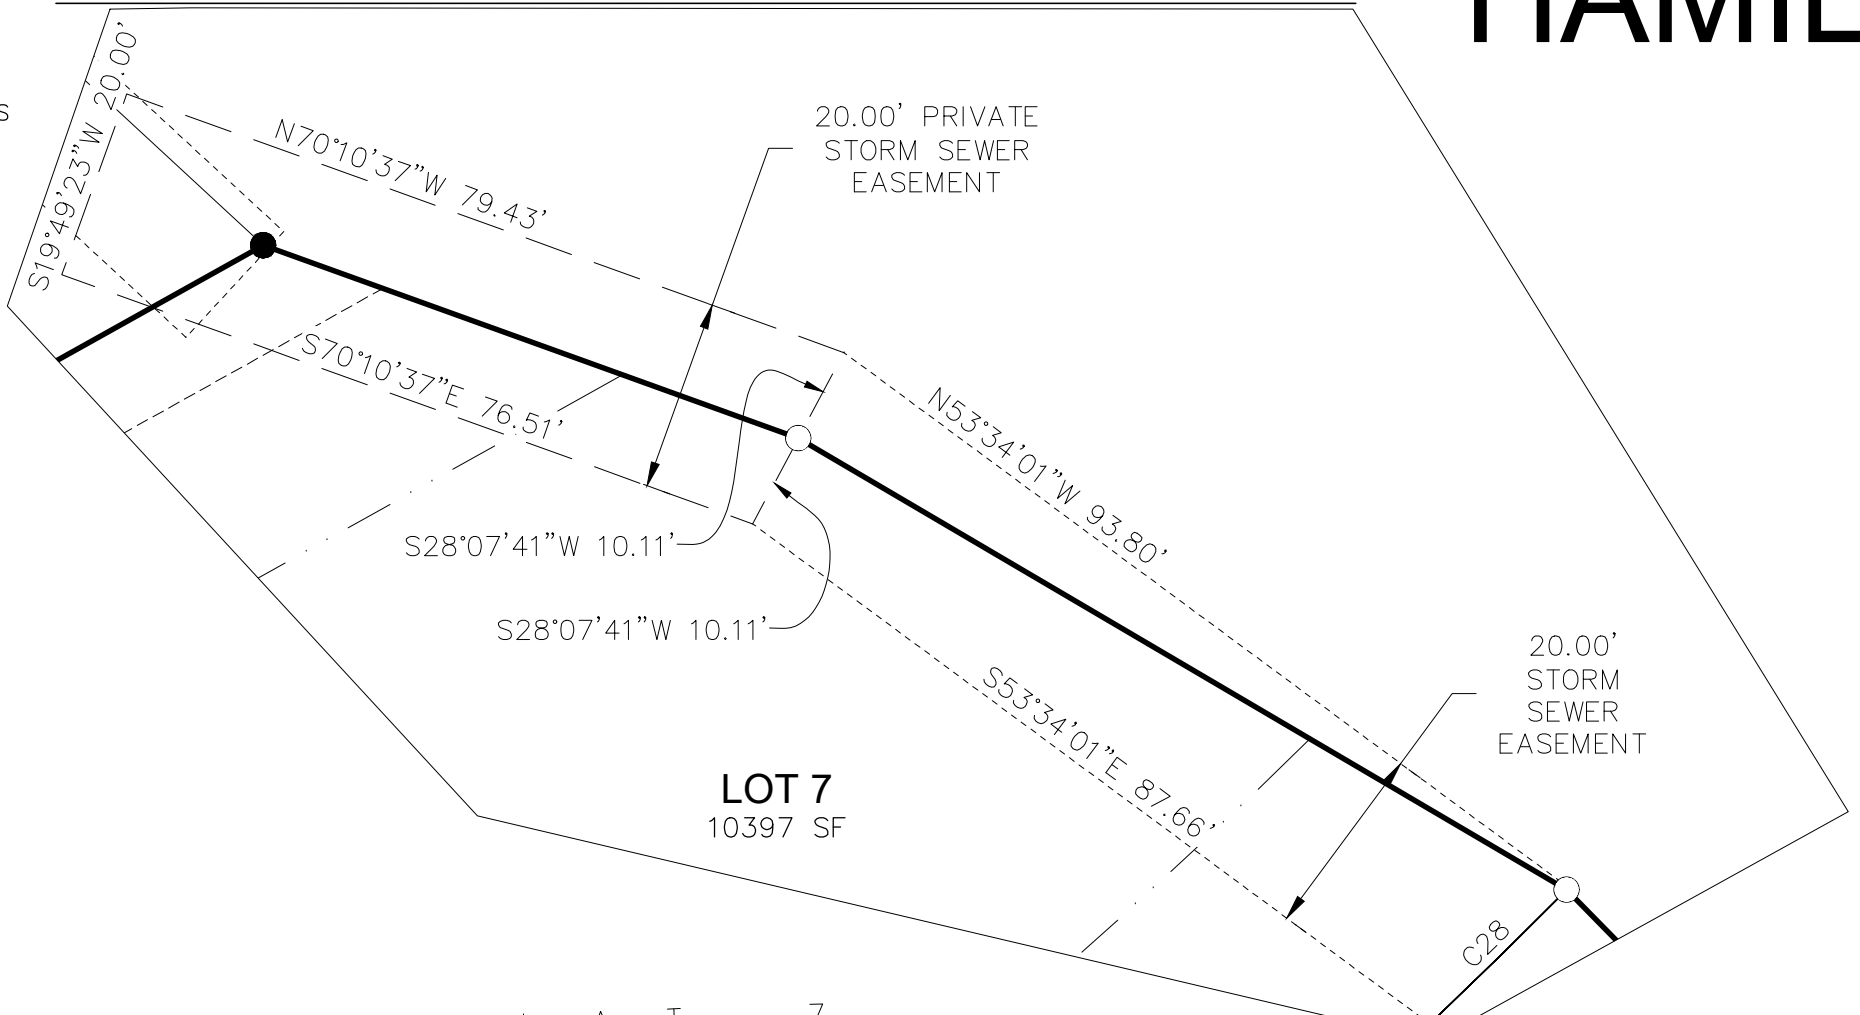 HAMIL
S
S19°49'23"W 20.00'
N70°10'37"W 79.43'
20.00' PRIVATE
STORM SEWER
EASEMENT
S70°10'37"E 76.51'
N53°34'01"W 93.80'
S28°07'41"W 10.11'
S28°07'41"W 10.11'
S53°34'01"E 87.66'
20.00'
STORM
SEWER
EASEMENT
LOT 7
10397 SF
C28